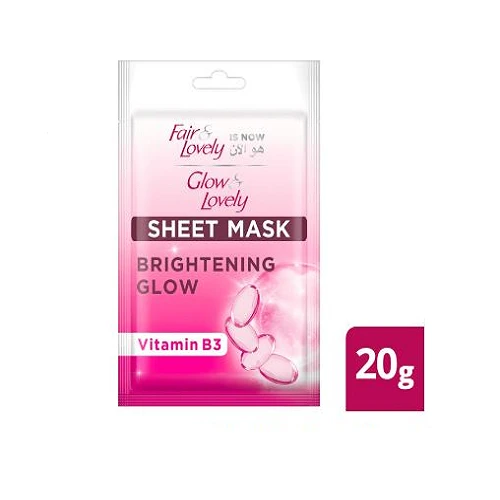 Fair & IS NOW
Lovely هو الآن
Glow &
Lovely
SHEET MASK
BRIGHTENING
GLOW
Vitamin B3
20g